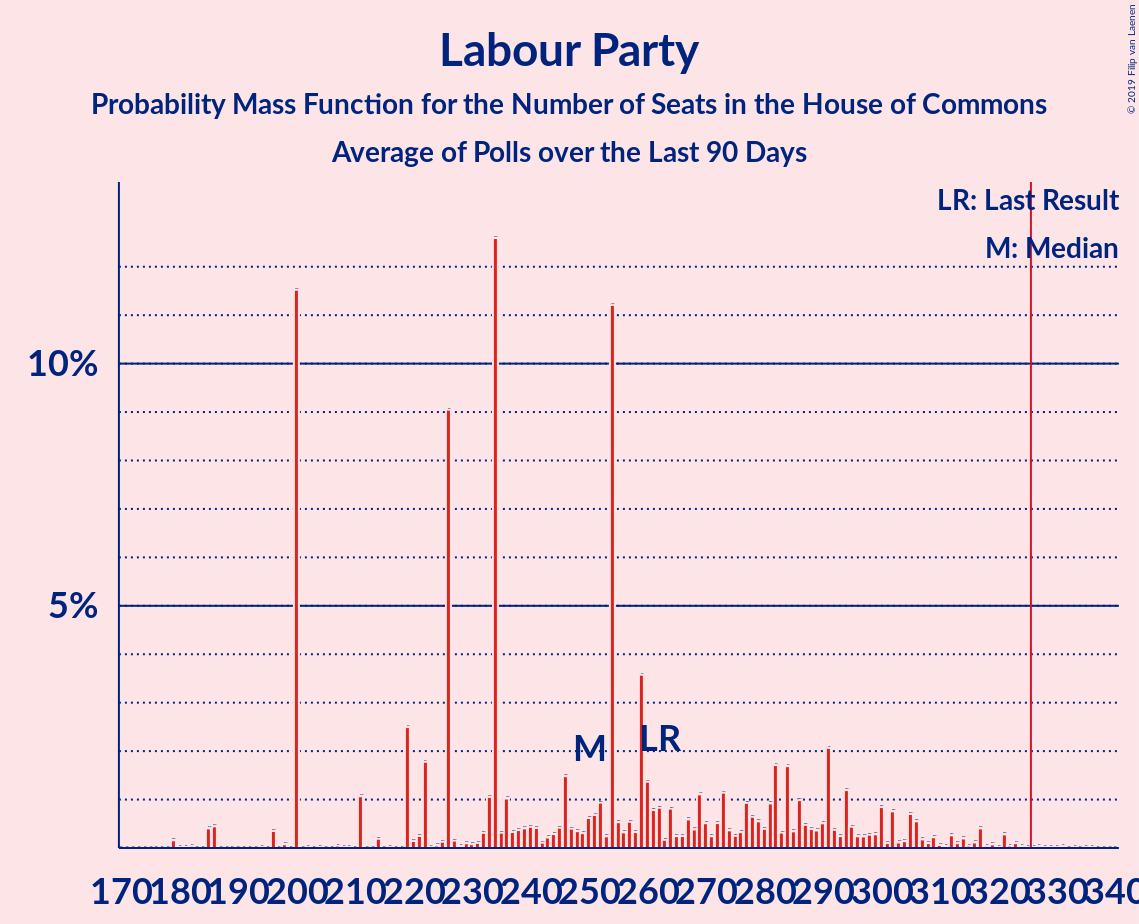 Labour Party
Probability Mass Function for the Number of Seats in the House of Commons
Average of Polls over the Last 90 Days
© 2019 Filip van Laenen
LR: Last Result
M: Median
10%
5%
M
LR
170 180 190 200 210 220 230 240 250 260 270 280 290 300 310 320 330 340